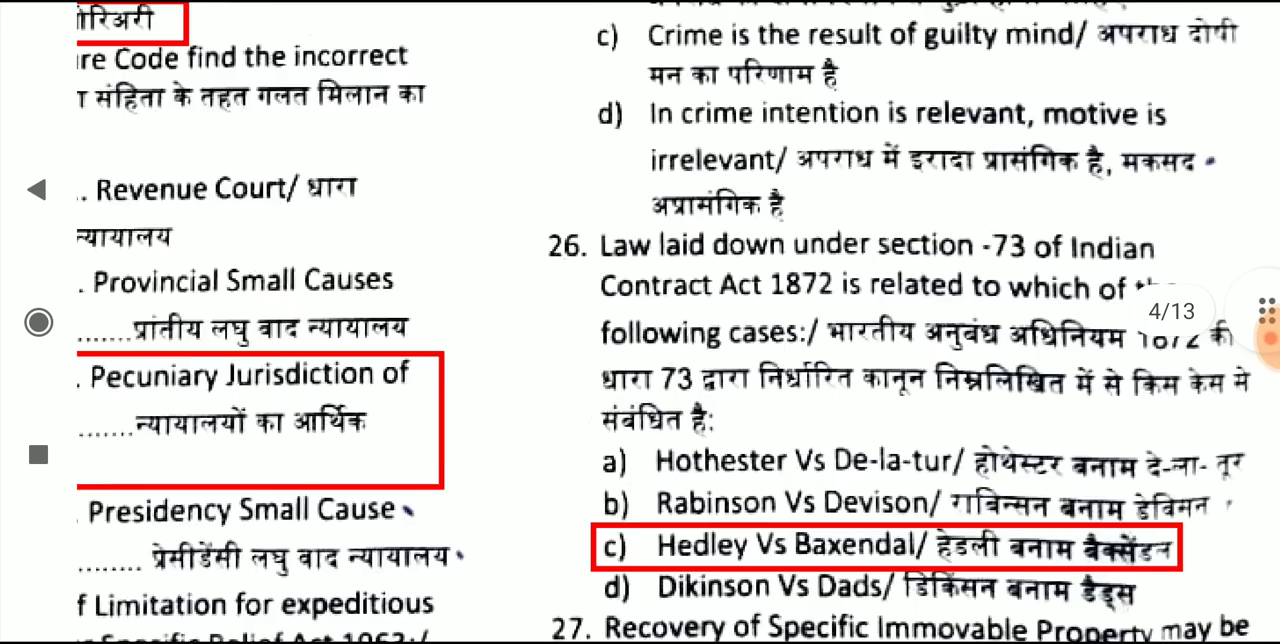 ोरिअरी
re Code find the incorrect
संहिता के तहत गलत मिलान का
. Revenue Court/ धारा
न्यायालय
. Provincial Small Causes
........प्रांतीय लघु वाद न्यायालय
. Pecuniary Jurisdiction of
.......न्यायालयों का आर्थिक
Presidency Small Cause
........ प्रेसीडेंसी लघु वाद न्यायालय
f Limitation for expeditious
c) Crime is the result of guilty mind/ अपराध दोषी
मन का परिणाम है
d) In crime intention is relevant, motive is
irrelevant/ अपराध में इरादा प्रासंगिक है, मकसद
अप्रासंगिक है
26. Law laid down under section -73 of Indian
Contract Act 1872 is related to which of
4/13
following cases:/ भारतीय अनुबंध अधिनियम 1872 की
धारा 73 द्वारा निर्धारित कानून निम्नलिखित में से किस केस से
संबंधित है:
a) Hothester Vs De-la-tur/ होथेस्टर बनाम दे-ला- तूर
b) Rabinson Vs Devison/ राबिन्सन बनाम डेविसन
c) Hedley Vs Baxendal/ हेडली बनाम बैक्सेंडल
d) Dikinson Vs Dads/ डिकिंसन बनाम डैड्स
27. Recovery of Specific Immovable Property may be